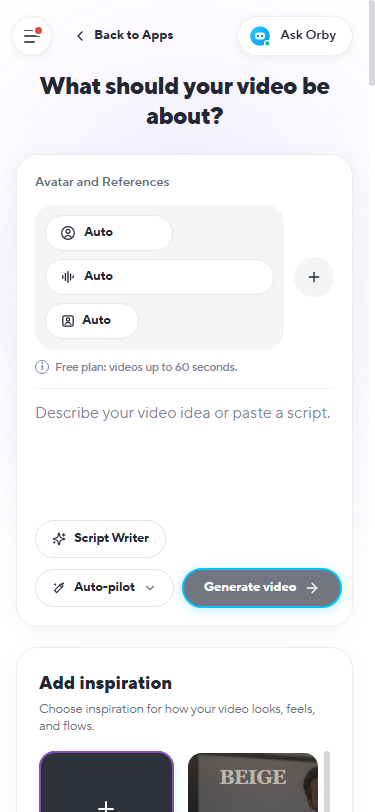 Back to Apps
Ask Orby
What should your video be
about?
Avatar and References
Auto
Auto
Auto
Free plan: videos up to 60 seconds.
Describe your video idea or paste a script.
Script Writer
Auto-pilot
Generate video
Add inspiration
Choose inspiration for how your video looks, feels,
and flows.
BEIGE